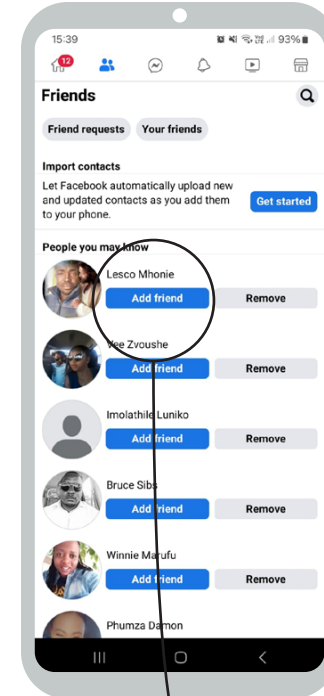 15:39 93%
12
Friends
Friend requests Your friends
Import contacts
Let Facebook automatically upload new
and updated contacts as you add them
to your phone.
Get started
People you may know
Lesco Mhonie
Add friend Remove
Vee Zvoushe
Add friend Remove
Imolathile Luniko
Add friend Remove
Bruce Sibs
Add friend Remove
Winnie Marufu
Add friend Remove
Phumza Damon